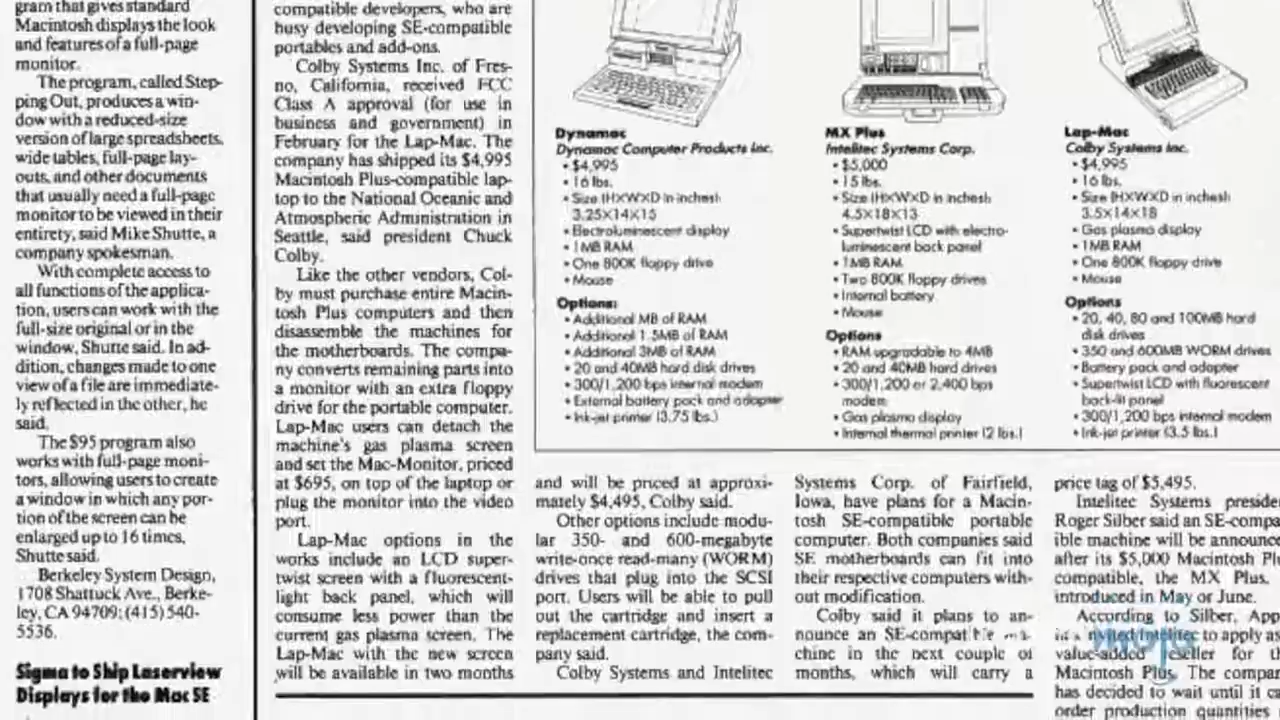 gram that gives standard
Macintosh displays the look
and features of a full-page
monitor.
The program, called Step-
ping Out, produces a win-
dow with a reduced-size
version of large spreadsheets,
wide tables, full-page lay-
outs, and other documents
that usually need a full-page
monitor to be viewed in their
entirety, said Mike Shutte, a
company spokesman.
With complete access to
all functions of the applica-
tion, users can work with the
full-size original or in the
window, Shutte said. In ad-
dition, changes made to one
view of a file are immediate-
ly reflected in the other, he
said.
The $95 program also
works with full-page moni-
tors, allowing users to create
a window in which any por-
tion of the screen can be
enlarged up to 16 times,
Shutte said.
Berkeley System Design,
1708 Shattuck Ave., Berke-
ley, CA 94709; (415) 540-
5536.
Sigma to Ship Laserview
Displays for the Mac SE
compatible developers, who are
busy developing SE-compatible
portables and add-ons.
Colby Systems Inc. of Fres-
no, California, received FCC
Class A approval (for use in
business and government) in
February for the Lap-Mac. The
company has shipped its $4,995
Macintosh Plus-compatible lap-
top to the National Oceanic and
Atmospheric Administration in
Seattle, said president Chuck
Colby.
Like the other vendors, Col-
by must purchase entire Macin-
tosh Plus computers and then
disassemble the machines for
the motherboards. The compa-
ny converts remaining parts into
a monitor with an extra floppy
drive for the portable computer.
Lap-Mac users can detach the
machine's gas plasma screen
and set the Mac-Monitor, priced
at $695, on top of the laptop or
plug the monitor into the video
port.
Lap-Mac options in the
works include an LCD super-
twist screen with a fluorescent-
light back panel, which will
consume less power than the
current gas plasma screen. The
Lap-Mac with the new screen
will be available in two months
Dynamac
Dynamac Computer Products Inc.
• $4,995
• 16 lbs.
• Size (HXWXD in inches):
3.25X14X15
• Electroluminescent display
• 1MB RAM
• One 800K floppy drive
• Mouse
Options:
• Additional MB of RAM
• Additional 1.5MB of RAM
• Additional 3MB of RAM
• 20 and 40MB hard disk drives
• 300/1,200 bps internal modem
• External battery pack and adapter
• Ink-jet printer (3.75 lbs.)
MX Plus
Intelitec Systems Corp.
• $5,000
• 15 lbs.
• Size (HXWXD in inches):
4.5X18X13
• Supertwist LCD with electro-
luminescent back panel
• 1MB RAM
• Two 800K floppy drives
• Internal battery
• Mouse
Options
• RAM upgradable to 4MB
• 20 and 40MB hard drives
• 300/1,200 or 2,400 bps
modem
• Gas plasma display
• Internal thermal printer (2 lbs.)
Lap-Mac
Colby Systems Inc.
• $4,995
• 16 lbs.
• Size (HXWXD in inches):
3.5X14X18
• Gas plasma display
• 1MB RAM
• One 800K floppy drive
• Mouse
Options
• 20, 40, 80 and 100MB hard
disk drives
• 350 and 600MB WORM drives
• Battery pack and adapter
• Supertwist LCD with fluorescent
back-lit panel
• 300/1,200 bps internal modem
• Ink-jet printer (3.5 lbs.)
and will be priced at approxi-
mately $4,495, Colby said.
Other options include modu-
lar 350- and 600-megabyte
write-once read-many (WORM)
drives that plug into the SCSI
port. Users will be able to pull
out the cartridge and insert a
replacement cartridge, the com-
pany said.
Colby Systems and Intelitec
Systems Corp. of Fairfield,
Iowa, have plans for a Macin-
tosh SE-compatible portable
computer. Both companies said
SE motherboards can fit into
their respective computers with-
out modification.
Colby said it plans to an-
nounce an SE-compatible ma-
chine in the next couple of
months, which will carry a
price tag of $5,495.
Intelitec Systems preside
Roger Silber said an SE-compa
ible machine will be announce
after its $5,000 Macintosh Plu
compatible, the MX Plus,
introduced in May or June.
According to Silber, App
Intelitec to apply as
value-added reseller for th
Macintosh Plus. The compan
has decided to wait until it ca
order production quantities